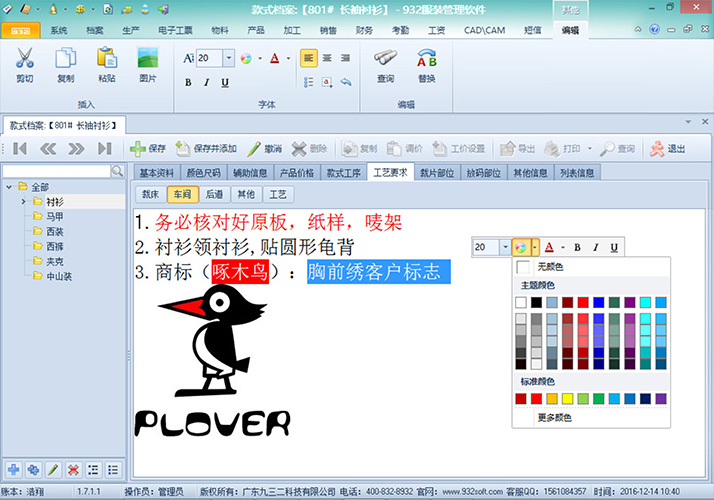 款式档案:【801# 长袖衬衫】 - 932服装管理软件
其他
系统 档案 生产 电子工票 物料 产品 加工 销售 财务 考勤 工资 CAD\CAM 短信 编辑
A 20 A
剪切 复制 粘贴 图片 B I U 查询 替换
插入 字体 编辑
款式档案:【801# 长袖衬衫】
保存 保存并添加 撤消 删除 复制 调价 工价设置 导出 打印 查询 退出
基本资料 颜色尺码 辅助信息 产品价格 款式工序 工艺要求 裁片部位 放码部位 其他信息 列表信息
全部
衬衫
马甲
西装
西裤
夹克
中山装
裁床 车间 后道 其他 工艺
1.务必核对好原板，纸样，唛架
2.衬衫领衬衫,贴圆形龟背
3.商标（啄木鸟）：胸前绣客户标志
PLOVER
20 A B I U
无颜色
主题颜色
标准颜色
更多颜色
账本：浩翔 1.7.1.1 操作员：管理员 版权所有：广东九三二科技有限公司 电话：400-832-8932 官网：www.932soft.com 客服QQ：1561084357 时间：2016-12-14 10:40